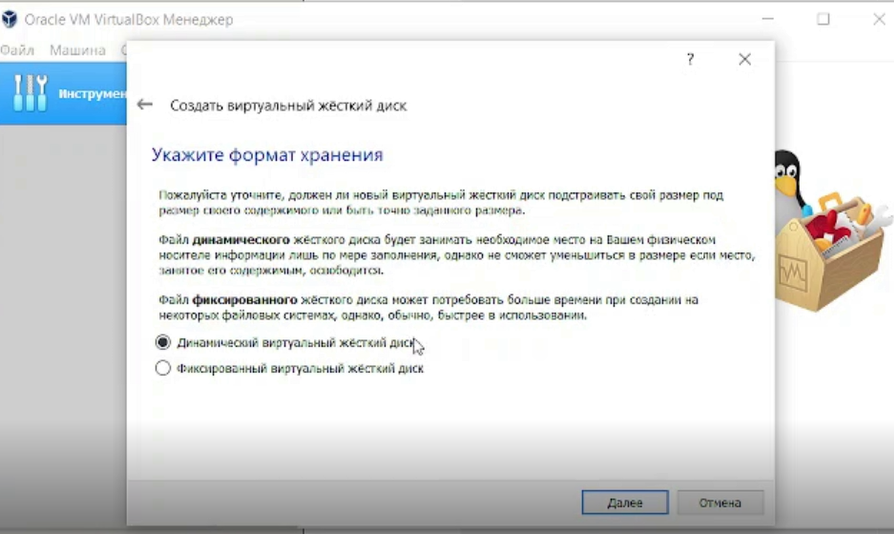 Oracle VM VirtualBox Менеджер
Файл Машина С
Инструмен
?
Создать виртуальный жёсткий диск
Укажите формат хранения
Пожалуйста уточните, должен ли новый виртуальный жёсткий диск подстраивать свой размер под
размер своего содержимого или быть точно заданного размера.
Файл динамического жёсткого диска будет занимать необходимое место на Вашем физическом
носителе информации лишь по мере заполнения, однако не сможет уменьшиться в размере если место,
занятое его содержимым, освободится.
Файл фиксированного жёсткого диска может потребовать больше времени при создании на
некоторых файловых системах, однако, обычно, быстрее в использовании.
Динамический виртуальный жёсткий диск
Фиксированный виртуальный жёсткий диск
Далее Отмена